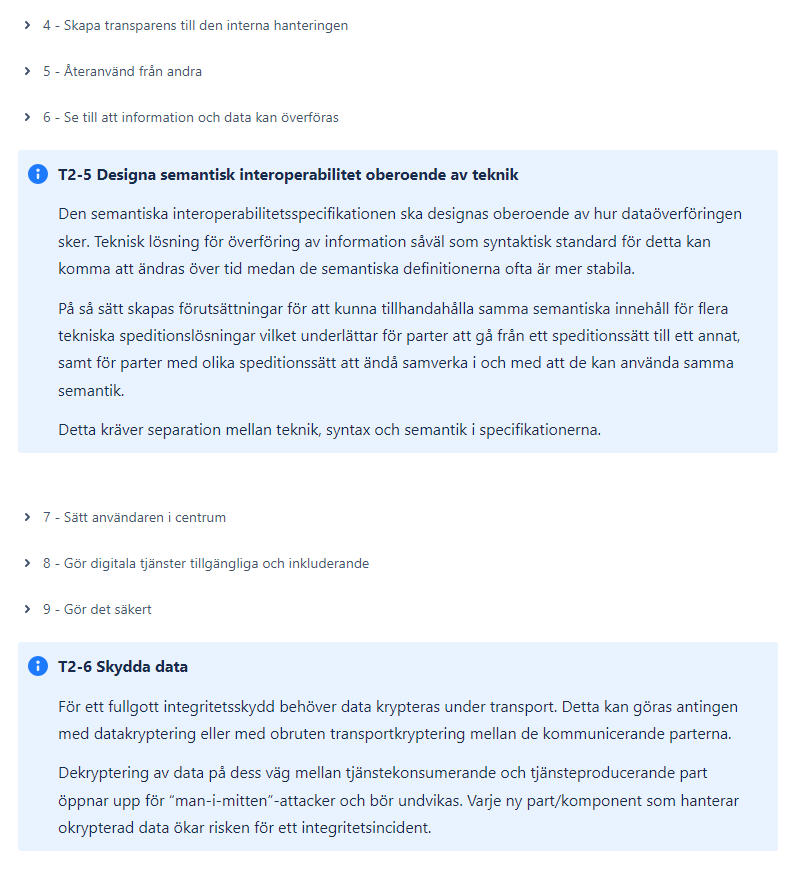 4 - Skapa transparens till den interna hanteringen
5 - Återanvänd från andra
6 - Se till att information och data kan överföras
T2-5 Designa semantisk interoperabilitet oberoende av teknik
Den semantiska interoperabilitetsspecifikationen ska designas oberoende av hur dataöverföringen
sker. Teknisk lösning för överföring av information såväl som syntaktisk standard för detta kan
komma att ändras över tid medan de semantiska definitionerna ofta är mer stabila.
På så sätt skapas förutsättningar för att kunna tillhandahålla samma semantiska innehåll för flera
tekniska speditionslösningar vilket underlättar för parter att gå från ett speditionssätt till ett annat,
samt för parter med olika speditionssätt att ändå samverka i och med att de kan använda samma
semantik.
Detta kräver separation mellan teknik, syntax och semantik i specifikationerna.
7 - Sätt användaren i centrum
8 - Gör digitala tjänster tillgängliga och inkluderande
9 - Gör det säkert
T2-6 Skydda data
För ett fullgott integritetsskydd behöver data krypteras under transport. Detta kan göras antingen
med datakryptering eller med obruten transportkryptering mellan de kommunicerande parterna.
Dekryptering av data på dess väg mellan tjänstekonsumerande och tjänsteproducerande part
öppnar upp för “man-i-mitten”-attacker och bör undvikas. Varje ny part/komponent som hanterar
okrypterad data ökar risken för ett integritetsincident.